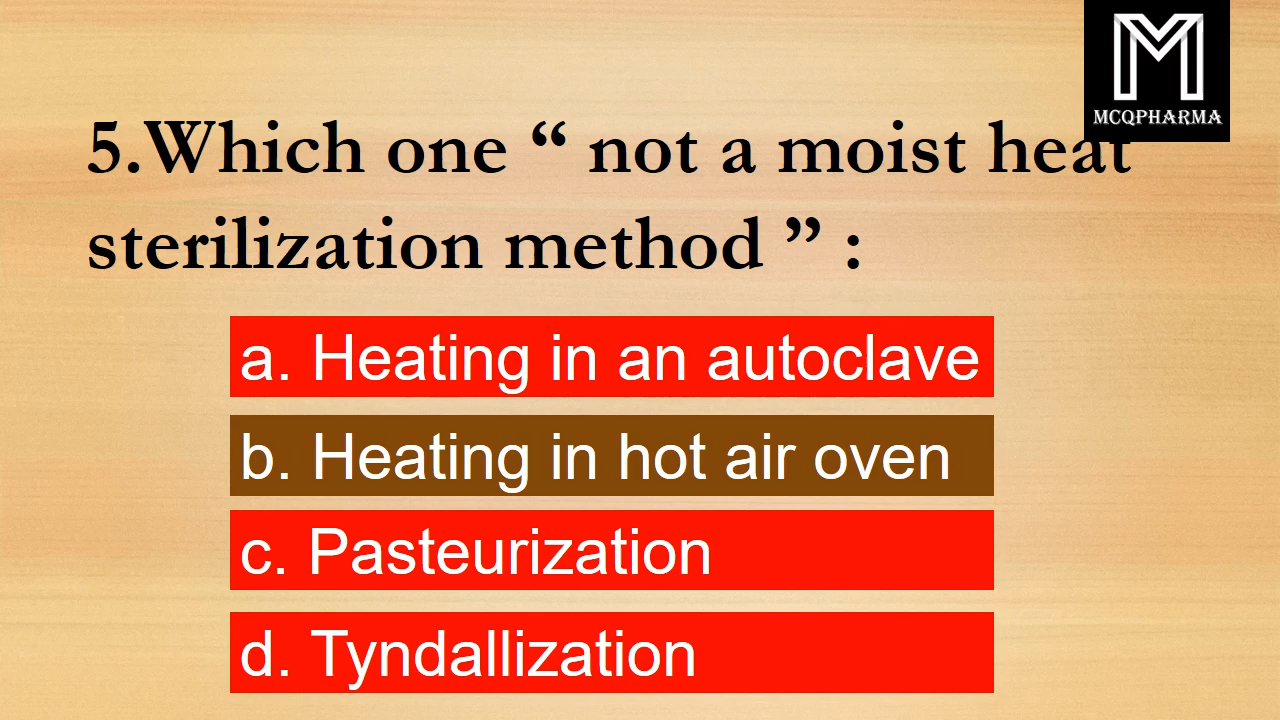 M
MCQPHARMA
5.Which one “ not a moist heat
sterilization method ” :
a. Heating in an autoclave
b. Heating in hot air oven
c. Pasteurization
d. Tyndallization